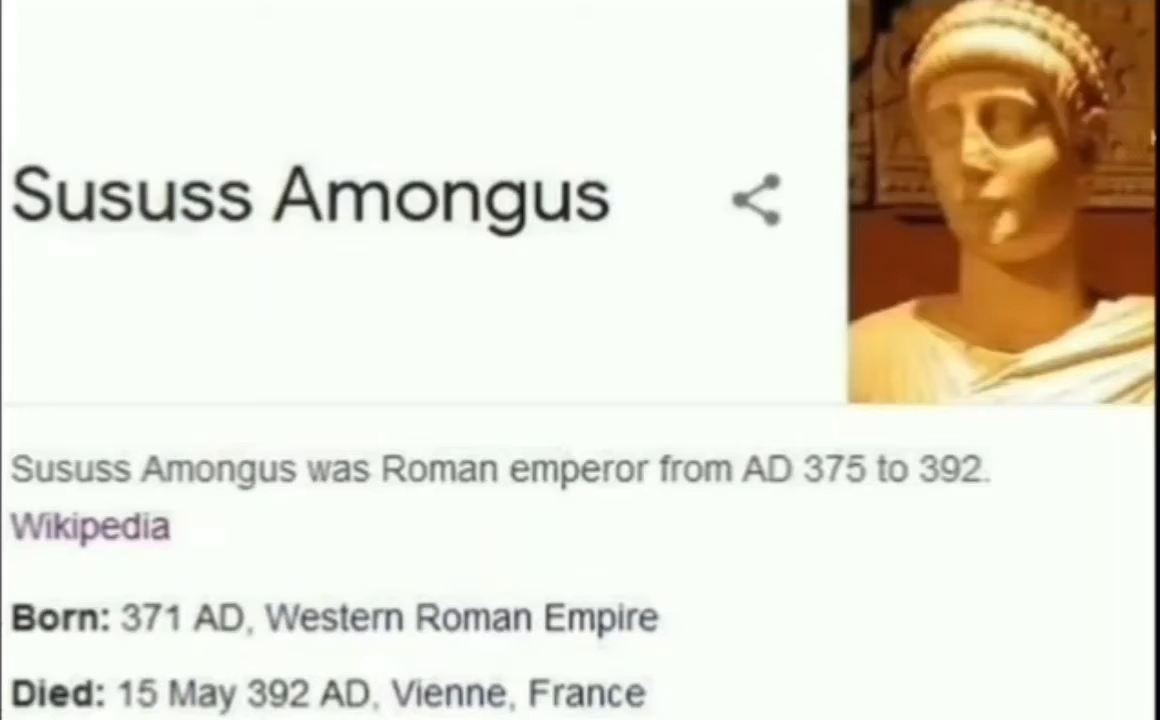 Sususs Amongus
Sususs Amongus was Roman emperor from AD 375 to 392.
Wikipedia
Born: 371 AD, Western Roman Empire
Died: 15 May 392 AD, Vienne, France